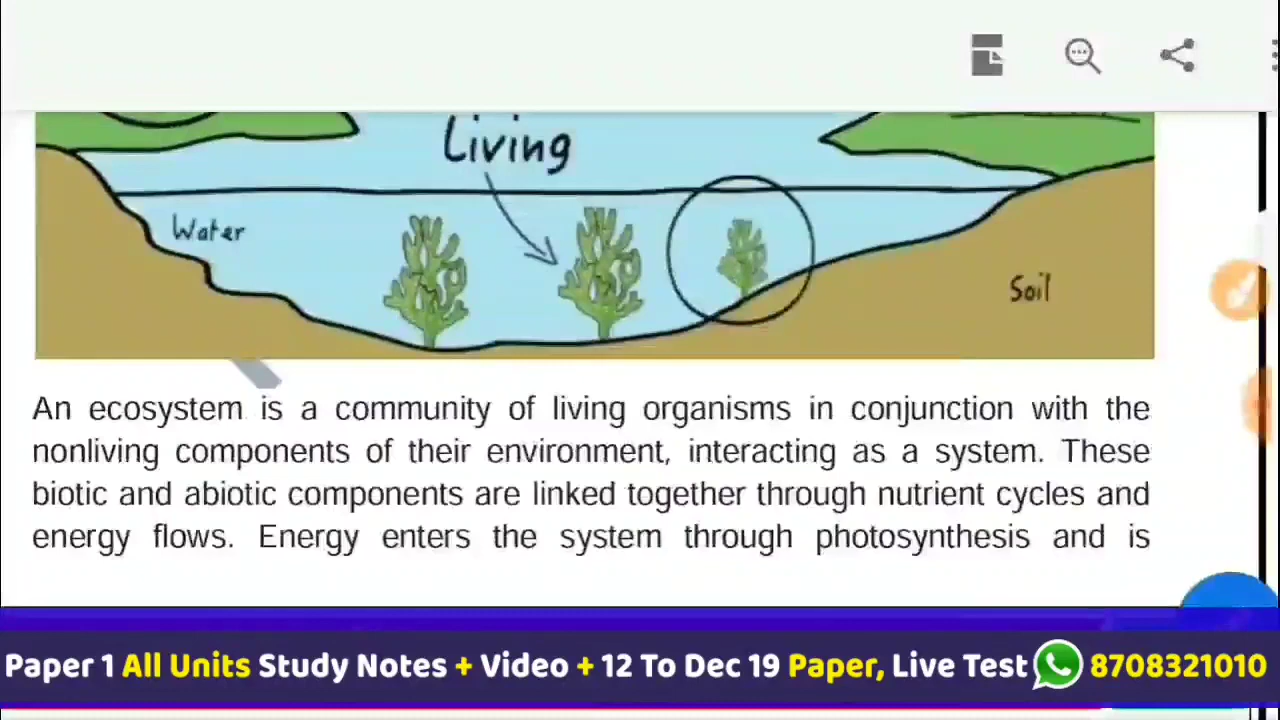 Living
Water
Soil
An ecosystem is a community of living organisms in conjunction with the
nonliving components of their environment, interacting as a system. These
biotic and abiotic components are linked together through nutrient cycles and
energy flows. Energy enters the system through photosynthesis and is
Paper 1 All Units Study Notes + Video + 12 To Dec 19 Paper, Live Test 8708321010